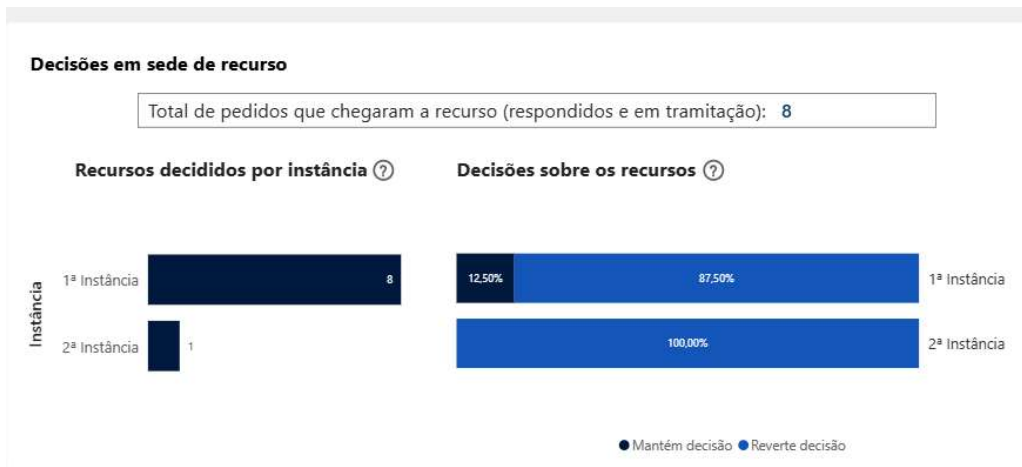 Decisões em sede de recurso
Total de pedidos que chegaram a recurso (respondidos e em tramitação): 8
Recursos decididos por instância ?
Decisões sobre os recursos ?
Instância
1ª Instância
8
2ª Instância
1
12,50%
87,50%
1ª Instância
100,00%
2ª Instância
Mantém decisão
Reverte decisão